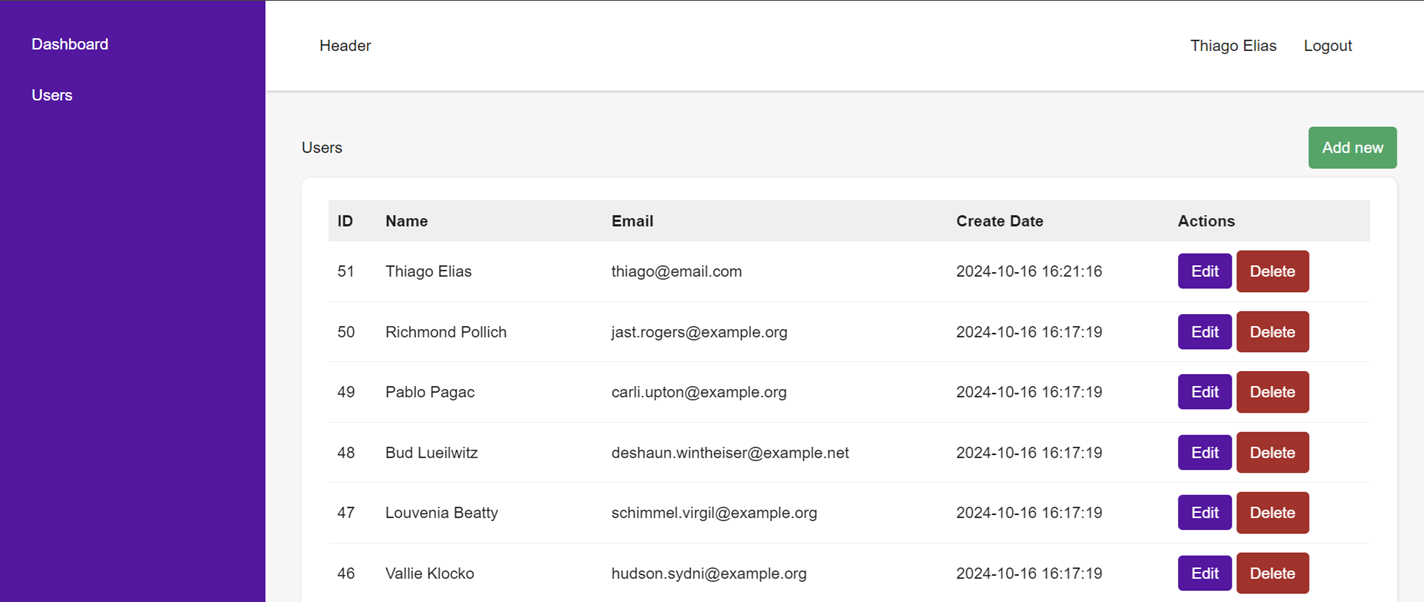 Dashboard
Users
Header
Thiago Elias Logout
Users
Add new
ID Name Email Create Date Actions
51 Thiago Elias thiago@email.com 2024-10-16 16:21:16 Edit Delete
50 Richmond Pollich jast.rogers@example.org 2024-10-16 16:17:19 Edit Delete
49 Pablo Pagac carli.upton@example.org 2024-10-16 16:17:19 Edit Delete
48 Bud Lueilwitz deshaun.wintheiser@example.net 2024-10-16 16:17:19 Edit Delete
47 Louvenia Beatty schimmel.virgil@example.org 2024-10-16 16:17:19 Edit Delete
46 Vallie Klocko hudson.sydni@example.org 2024-10-16 16:17:19 Edit Delete